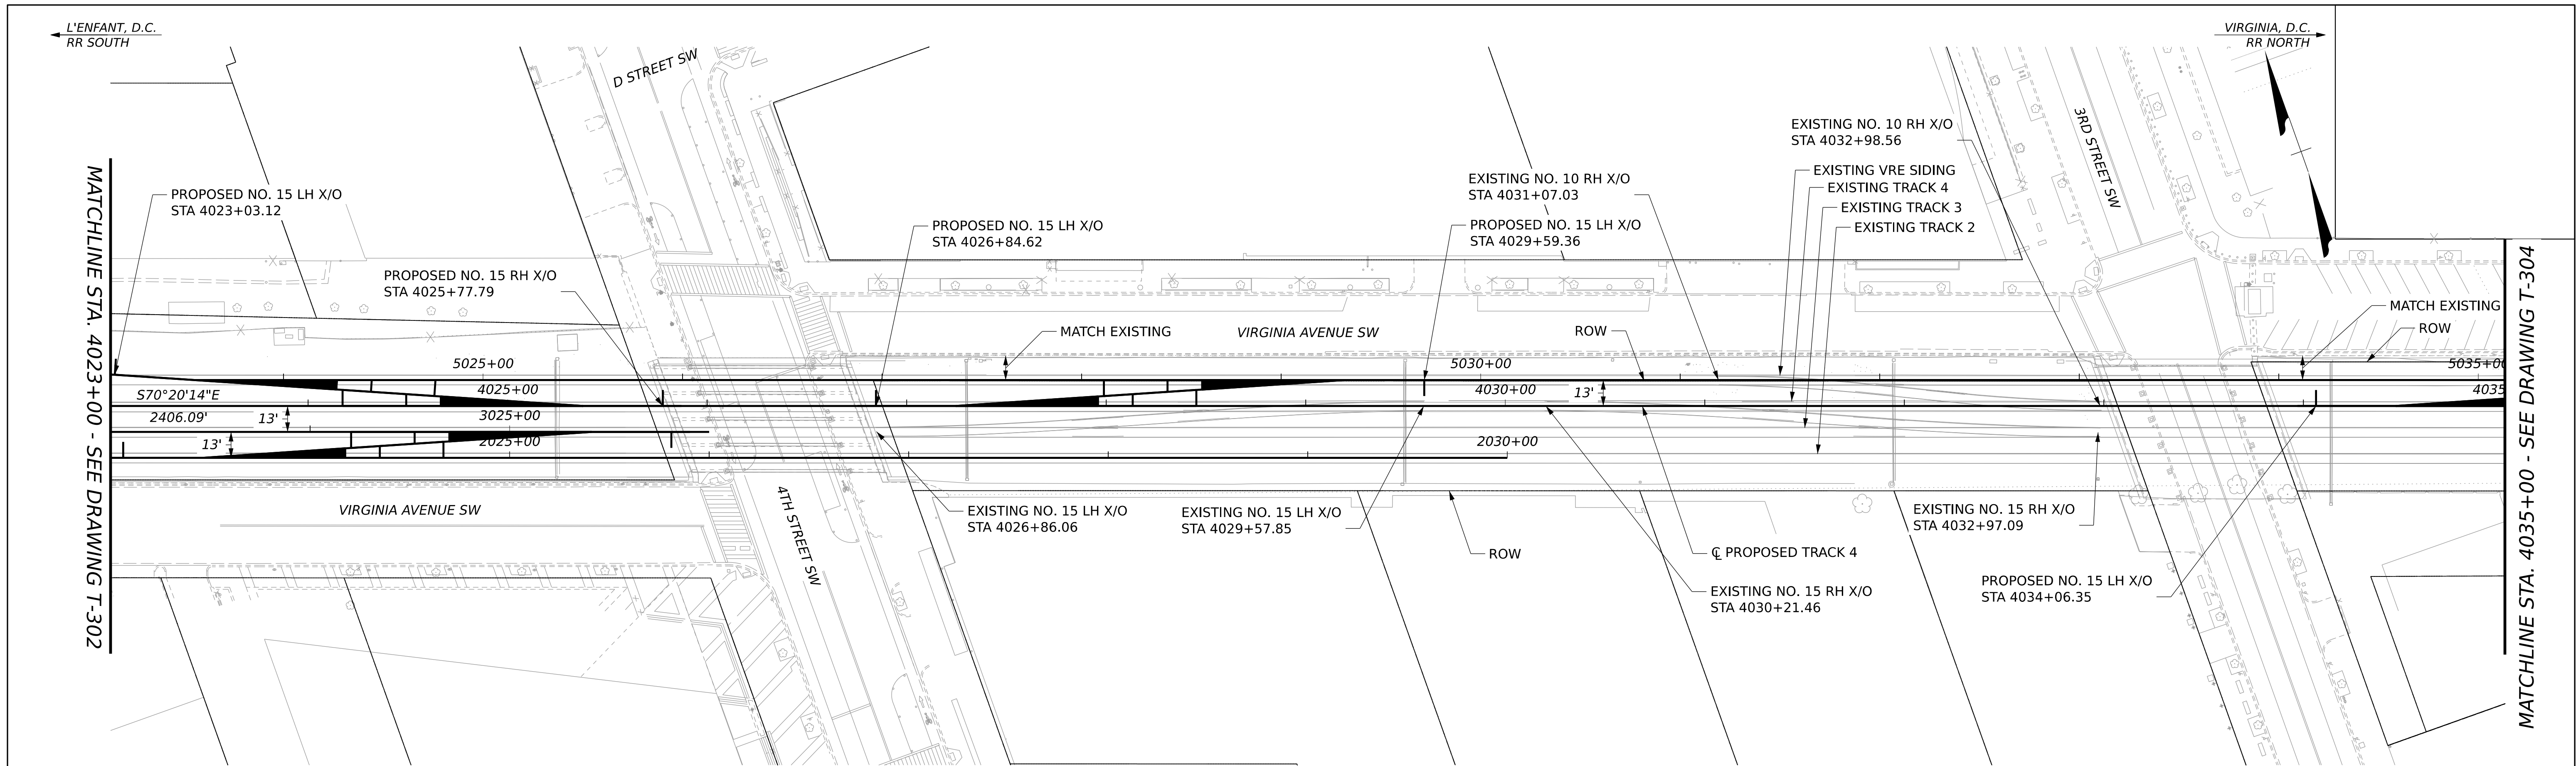 L'ENFANT, D.C.
RR SOUTH
VIRGINIA, D.C.
RR NORTH
D STREET SW
3RD STREET SW
EXISTING NO. 10 RH X/O
STA 4032+98.56
EXISTING VRE SIDING
EXISTING TRACK 4
EXISTING TRACK 3
EXISTING TRACK 2
EXISTING NO. 10 RH X/O
STA 4031+07.03
PROPOSED NO. 15 LH X/O
STA 4023+03.12
PROPOSED NO. 15 LH X/O
STA 4026+84.62
PROPOSED NO. 15 LH X/O
STA 4029+59.36
PROPOSED NO. 15 RH X/O
STA 4025+77.79
MATCHLINE STA. 4023+00 - SEE DRAWING T-302
MATCH EXISTING
VIRGINIA AVENUE SW
ROW
MATCH EXISTING
ROW
5025+00
5030+00
5035+00
S70°20'14"E
4025+00
4030+00
13'
4035
2406.09'
13'
3025+00
13'
2025+00
2030+00
VIRGINIA AVENUE SW
4TH STREET SW
EXISTING NO. 15 LH X/O
STA 4026+86.06
EXISTING NO. 15 LH X/O
STA 4029+57.85
ROW
℄ PROPOSED TRACK 4
EXISTING NO. 15 RH X/O
STA 4030+21.46
EXISTING NO. 15 RH X/O
STA 4032+97.09
PROPOSED NO. 15 LH X/O
STA 4034+06.35
MATCHLINE STA. 4035+00 - SEE DRAWING T-304